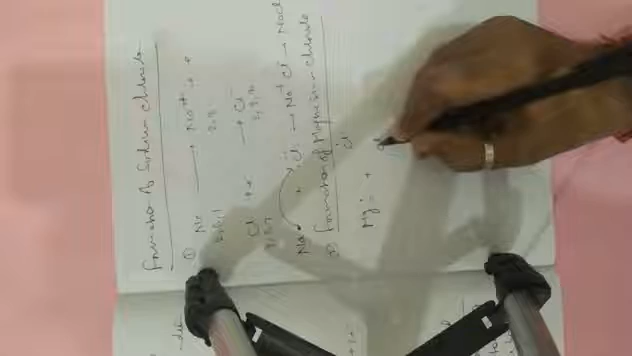 Formation of Sodium chloride
① Na → Na⁺ + e⁻
2,8,1 2,8
Cl + e⁻ → Cl⁻
2,8,7 2,8,8
Na + Cl → Na⁺ Cl⁻ → NaCl
② Formation of Magnesium chloride
Cl
Mg +